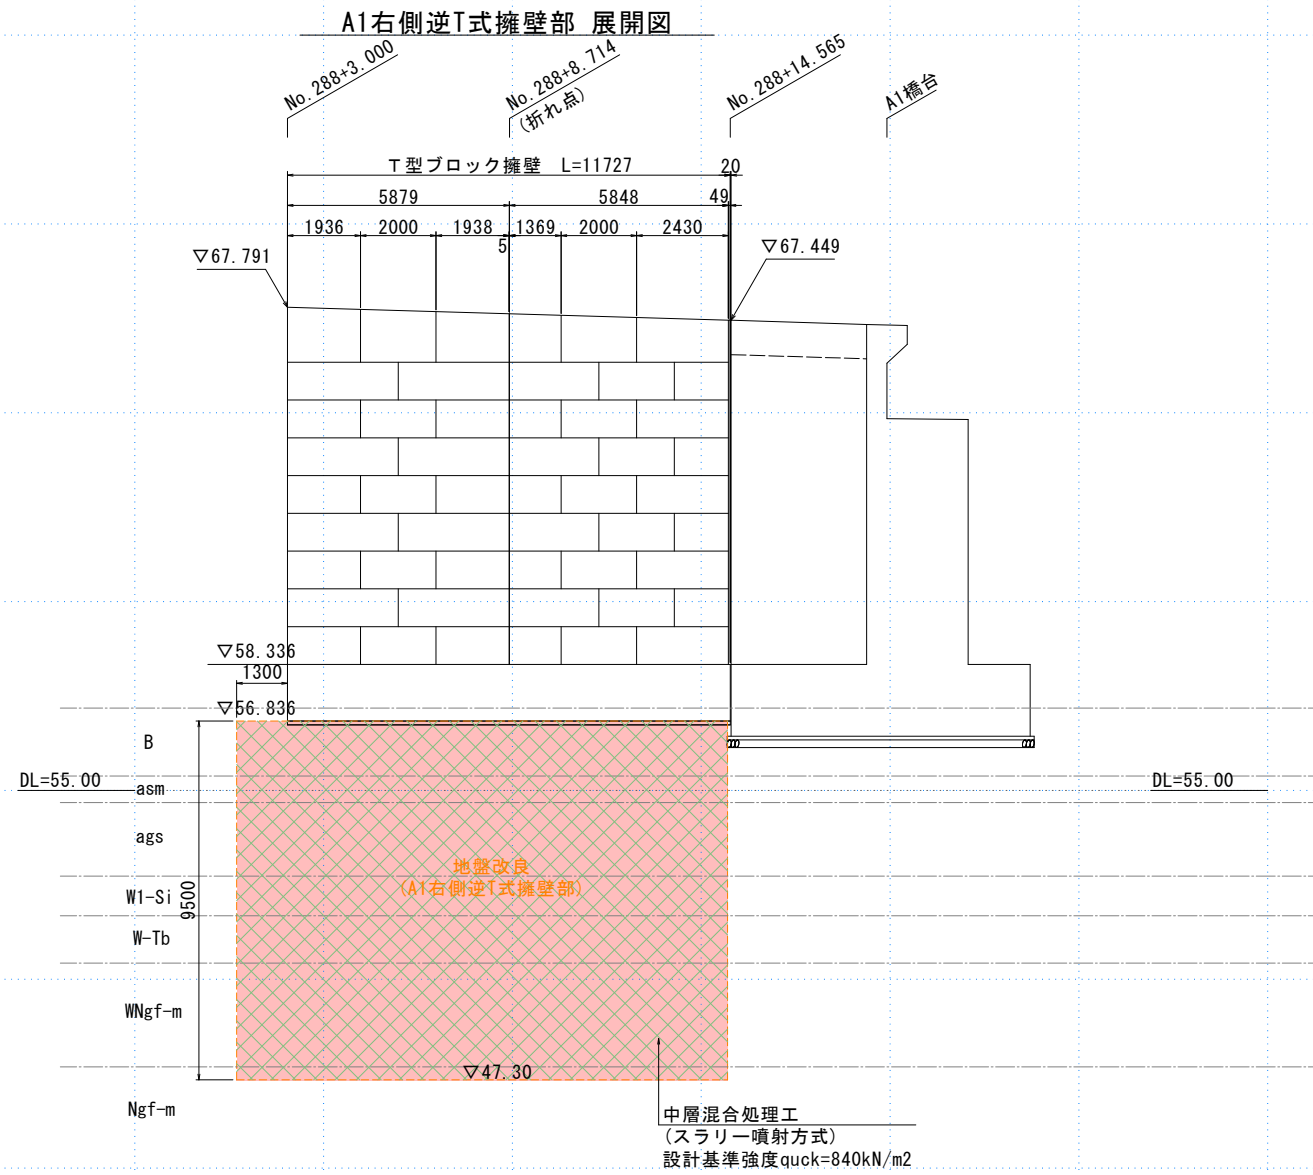 A1右側逆T式擁壁部 展開図
No.288+3.000
No.288+8.714
(折れ点)
No.288+14.565
A1橋台
T型ブロック擁壁 L=11727
20
5879
5848
49
1936
2000
1938
1369
2000
2430
5
▽67.791
▽67.449
▽58.336
1300
▽56.836
B
DL=55.00
DL=55.00
asm
ags
地盤改良
(A1右側逆T式擁壁部)
W1-Si
9500
W-Tb
WNgf-m
▽47.30
Ngf-m
中層混合処理工
(スラリー噴射方式)
設計基準強度quck=840kN/m2